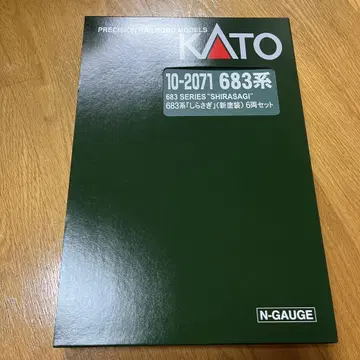 PRECISION RAILROAD MODELS
KATO
10-2071 683系
683 SERIES "SHIRASAGI"
683系「しらさぎ」(新塗装) 6両セット
N-GAUGE